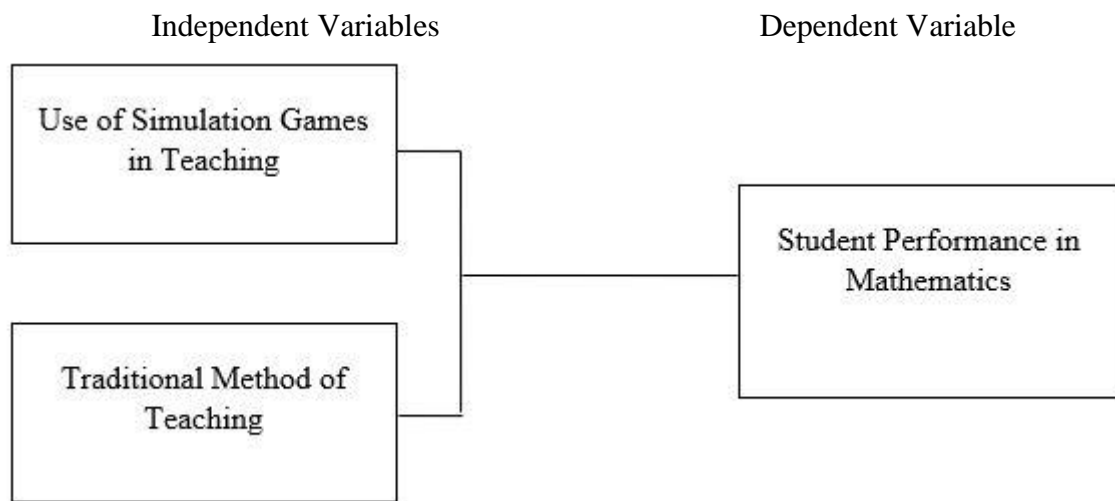 Independent Variables
Dependent Variable
Use of Simulation Games
in Teaching
Student Performance in
Mathematics
Traditional Method of
Teaching